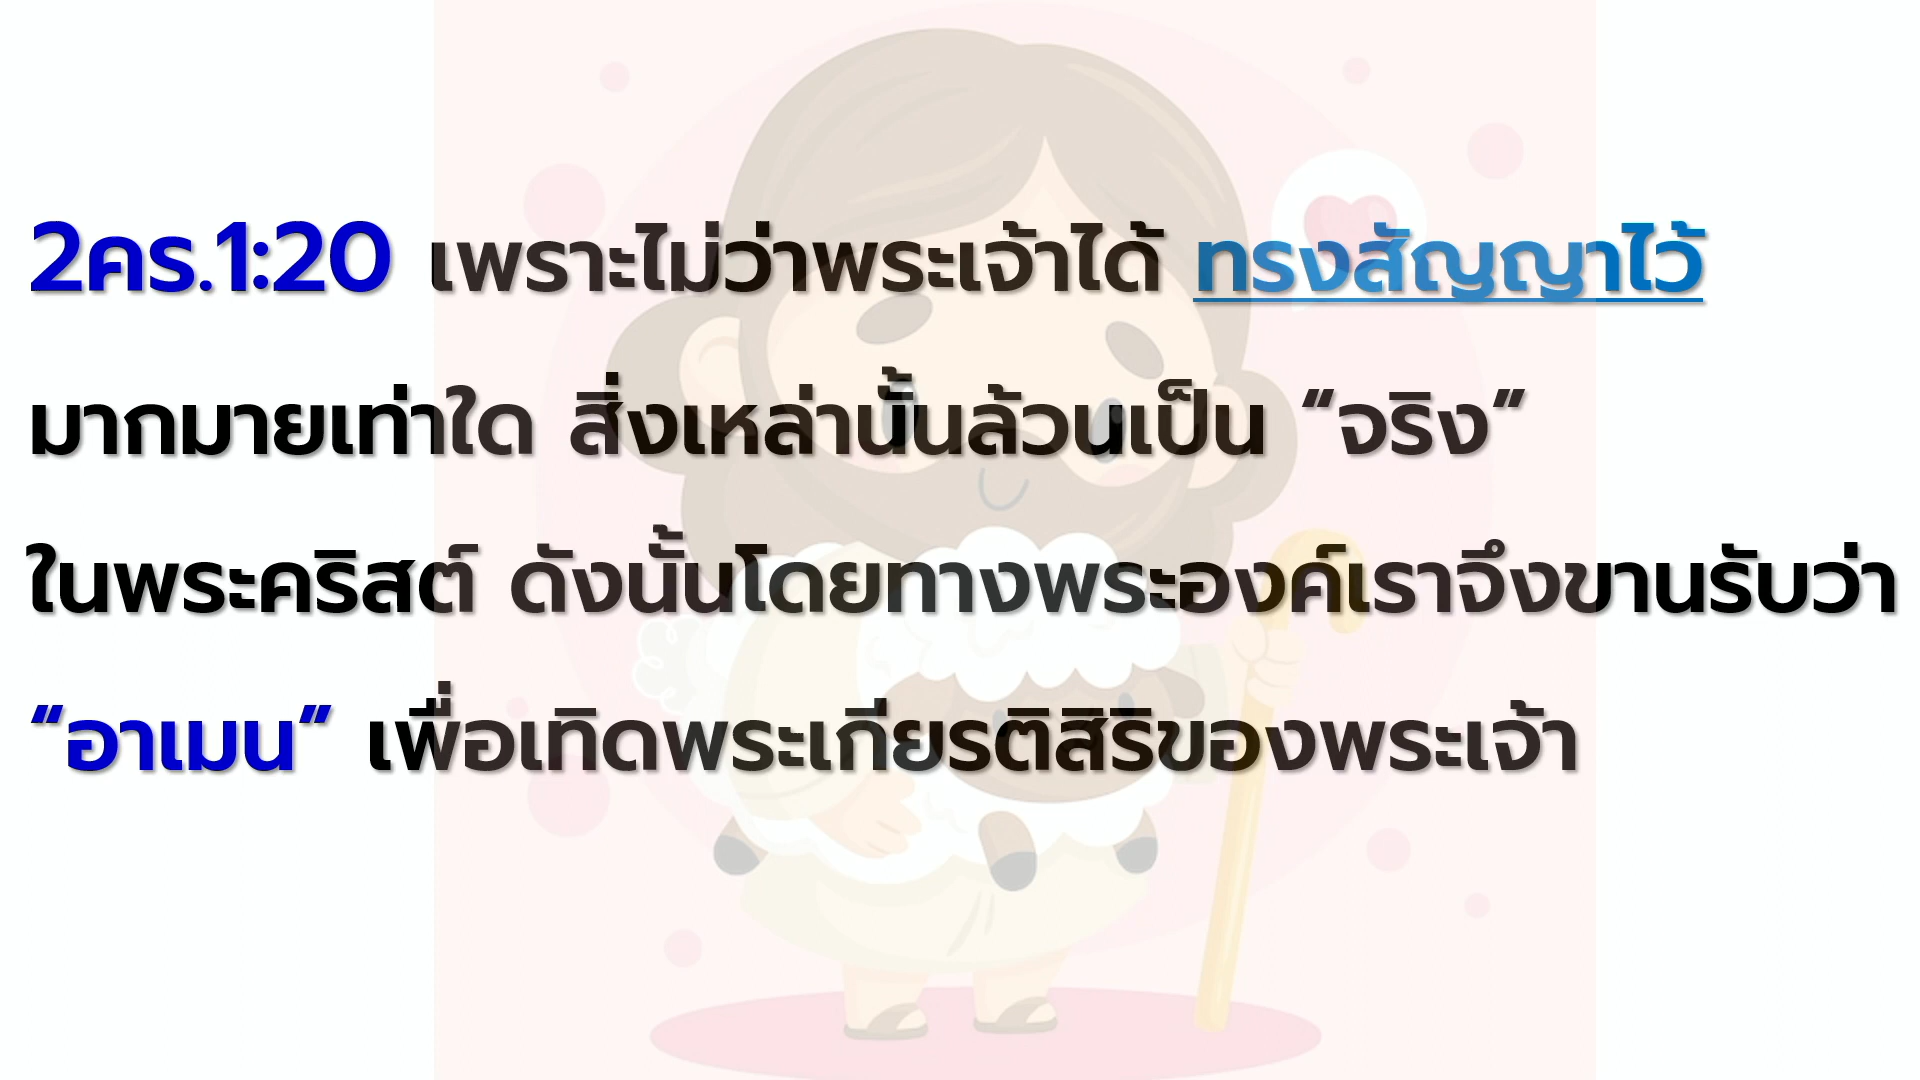 2คร.1:20 เพราะไม่ว่าพระเจ้าได้ ทรงสัญญาไว้
มากมายเท่าใด สิ่งเหล่านั้นล้วนเป็น “จริง”
ในพระคริสต์ ดังนั้นโดยทางพระองค์เราจึงขานรับว่า
“อาเมน” เพื่อเทิดพระเกียรติสิริของพระเจ้า